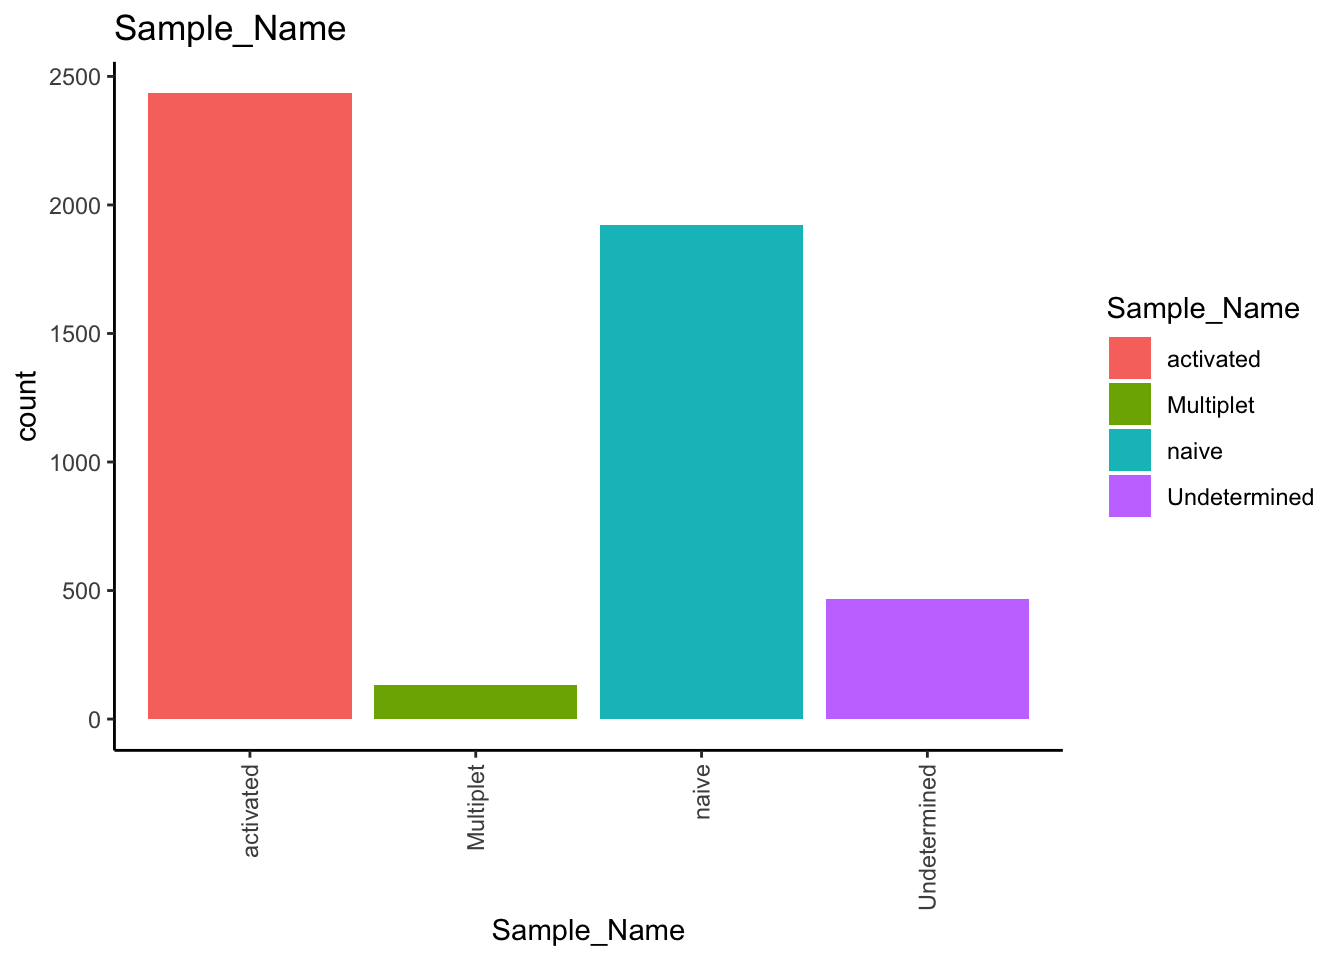 Sample_Name
2500
2000
1500
1000
500
0
count
activated
Multiplet
naive
Undetermined
Sample_Name
Sample_Name
activated
Multiplet
naive
Undetermined